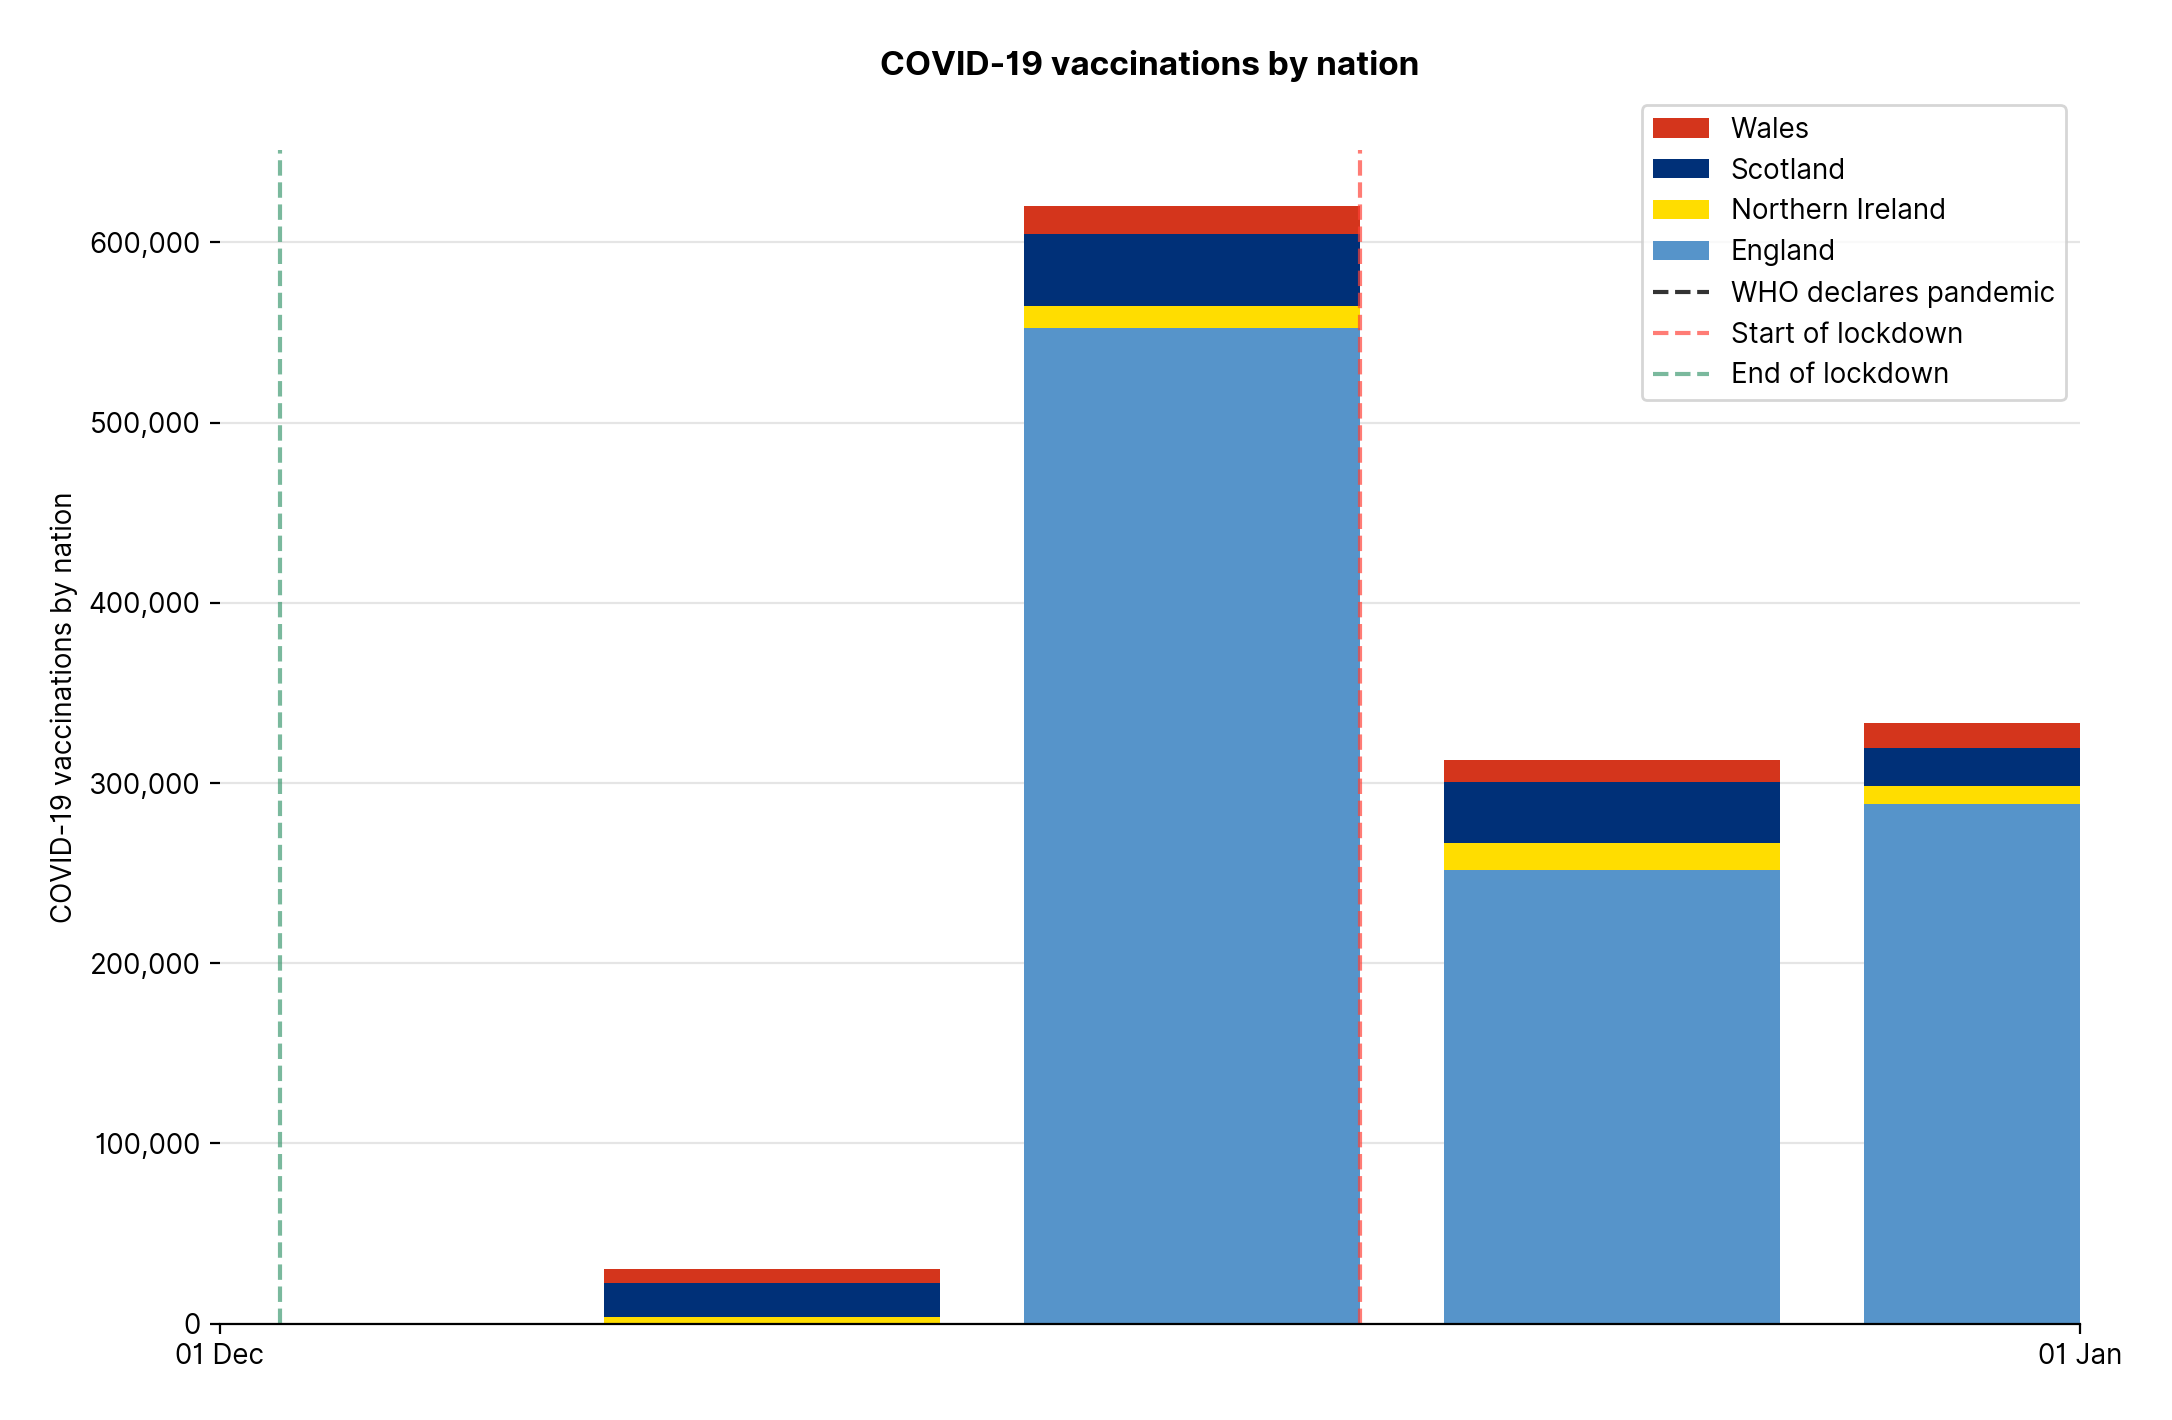 COVID-19 vaccinations by nation
Wales
Scotland
Northern Ireland
England
WHO declares pandemic
Start of lockdown
End of lockdown
COVID-19 vaccinations by nation
600,000
500,000
400,000
300,000
200,000
100,000
0
01 Dec
01 Jan